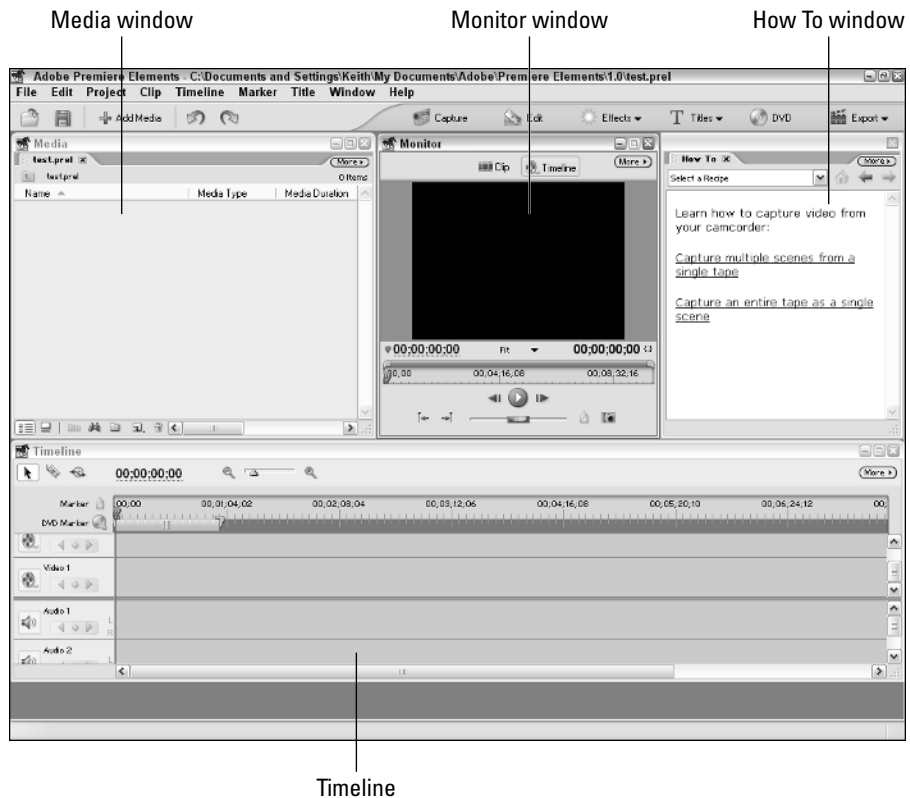 Media window Monitor window How To window
Adobe Premiere Elements - C:\Documents and Settings\Keith\My Documents\Adobe\Premiere Elements\1.0\test.prel
File Edit Project Clip Timeline Marker Title Window Help
Add Media Capture Edit Effects Titles DVD Export
Media Monitor
test.prel More Clip Timeline More How To More
test.prel 0 Items Select a Recipe
Name Media Type Media Duration
Learn how to capture video from
your camcorder:
Capture multiple scenes from a
single tape
Capture an entire tape as a single
scene
00;00;00;00 Fit 00;00;00;00
00;00 00;04;16;08 00;08;32;16
Timeline
00;00;00;00 More
Marker 00;00 00;01;04;02 00;02;08;04 00;03;12;06 00;04;16;08 00;05;20;10 00;06;24;12 00;
DVD Marker
Video 1
Audio 1
L
R
Audio 2
L
Timeline